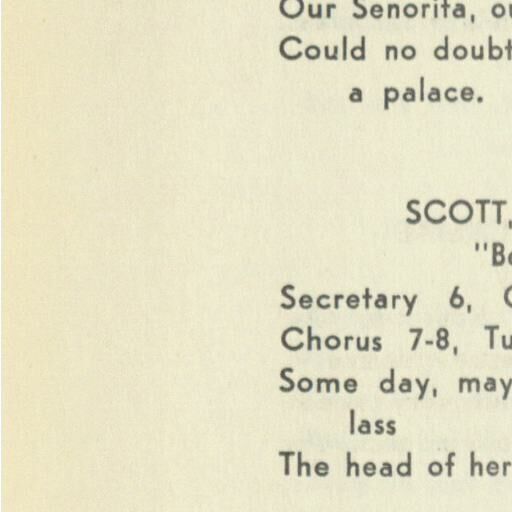 Our Senorita,
Could no doubt
a palace.
SCOTT,
Secretary 6,
Chorus 7-8,
Some day, may
lass
The head of her